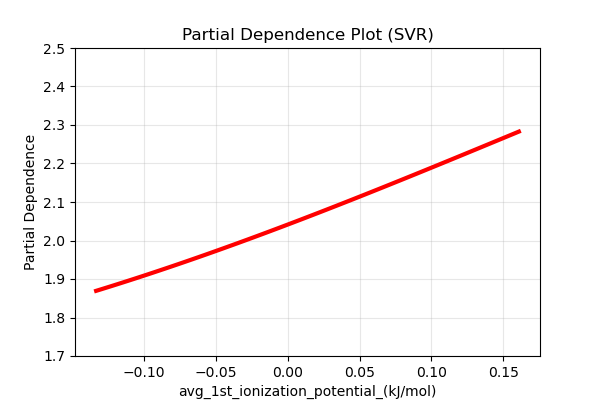 Partial Dependence Plot (SVR)
Partial Dependence
2.5
2.4
2.3
2.2
2.1
2.0
1.9
1.8
1.7
−0.10 −0.05 0.00 0.05 0.10 0.15
avg_1st_ionization_potential_(kJ/mol)